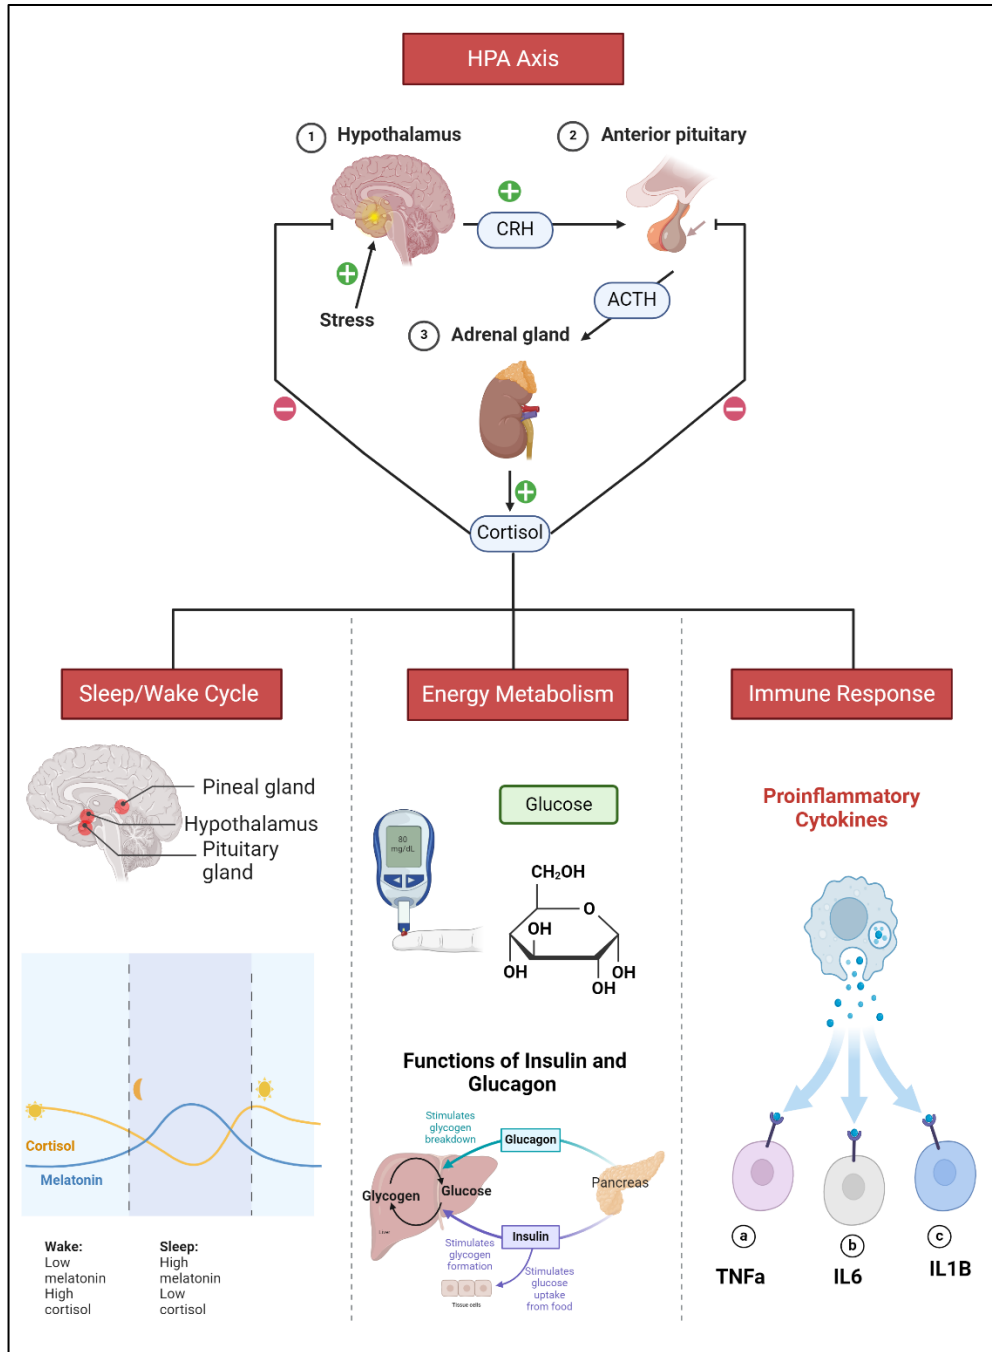 HPA Axis
1 Hypothalamus
2 Anterior pituitary
CRH
ACTH
Stress
3 Adrenal gland
Cortisol
Sleep/Wake Cycle
Energy Metabolism
Immune Response
Pineal gland
Hypothalamus
Pituitary
gland
Cortisol
Melatonin
Wake:
Low
melatonin
High
cortisol
Sleep:
High
melatonin
Low
cortisol
Glucose
80
mg/dL
CH₂OH
O
OH
OH
OH
OH
Functions of Insulin and
Glucagon
Stimulates
glycogen
breakdown
Glucagon
Glycogen
Glucose
Pancreas
Liver
Insulin
Stimulates
glycogen
formation
Stimulates
glucose
uptake
from food
Tissue cells
Proinflammatory
Cytokines
a
TNFa
b
IL6
c
IL1B